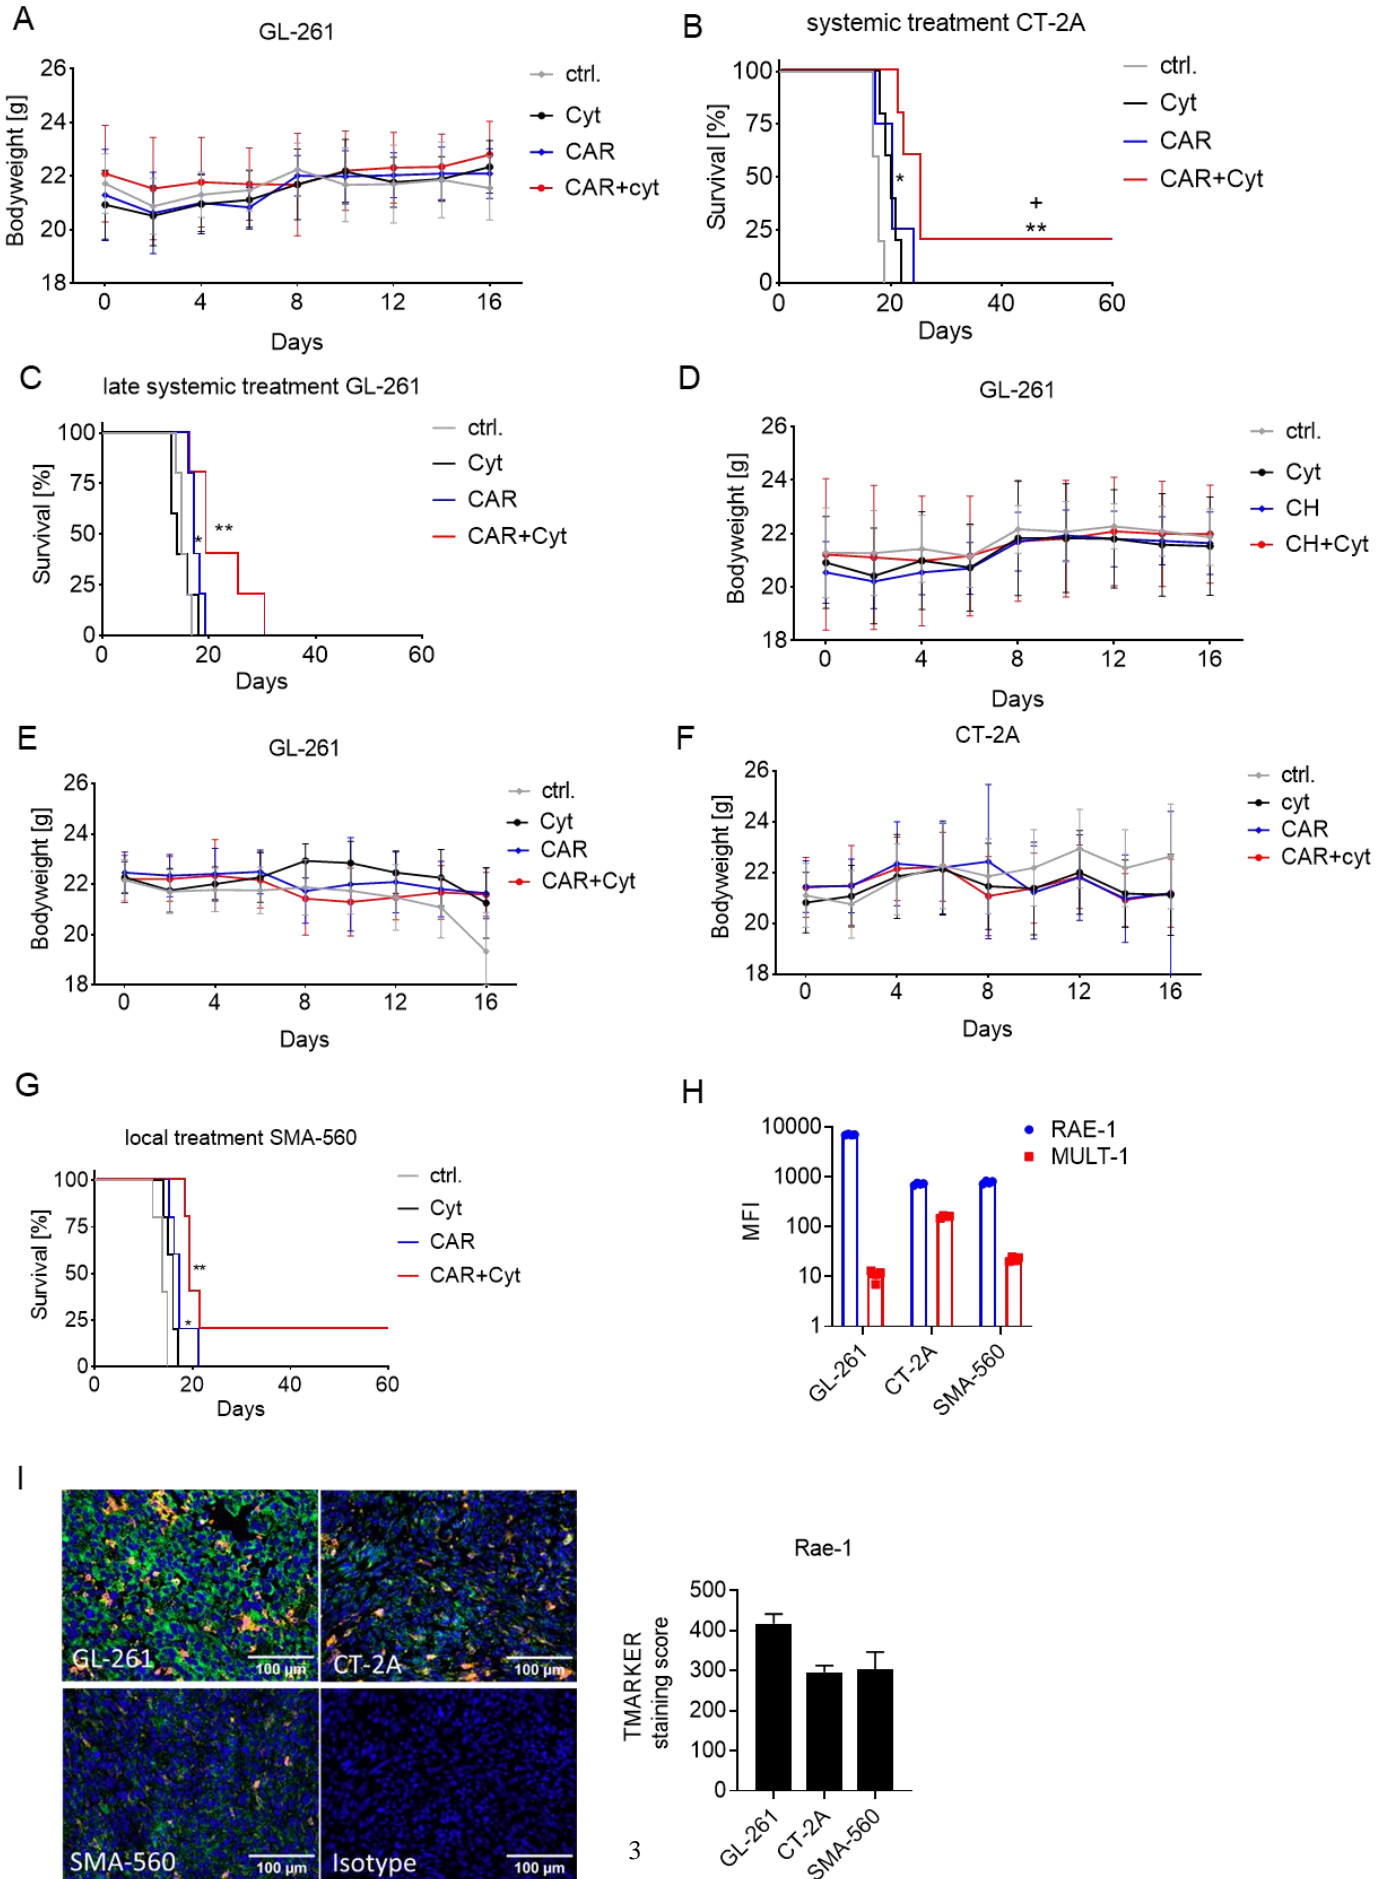 A
GL-261
26
24
22
20
18
Bodyweight [g]
0
4
8
12
16
Days
ctrl.
Cyt
CAR
CAR+cyt
B
systemic treatment CT-2A
100
75
50
25
0
Survival [%]
*
+
**
0
20
40
60
Days
ctrl.
Cyt
CAR
CAR+Cyt
C
late systemic treatment GL-261
100
75
50
25
0
Survival [%]
*
**
0
20
40
60
Days
ctrl.
Cyt
CAR
CAR+Cyt
D
GL-261
26
24
22
20
18
Bodyweight [g]
0
4
8
12
16
Days
ctrl.
Cyt
CH
CH+Cyt
E
GL-261
26
24
22
20
18
Bodyweight [g]
0
4
8
12
16
Days
ctrl.
Cyt
CAR
CAR+Cyt
F
CT-2A
26
24
22
20
18
Bodyweight [g]
0
4
8
12
16
Days
ctrl.
cyt
CAR
CAR+cyt
G
local treatment SMA-560
100
75
50
25
0
Survival [%]
**
*
0
20
40
60
Days
ctrl.
Cyt
CAR
CAR+Cyt
H
10000
1000
100
10
1
MFI
RAE-1
MULT-1
GL-261
CT-2A
SMA-560
I
GL-261
100 µm
CT-2A
100 µm
SMA-560
100 µm
Isotype
100 µm
Rae-1
500
400
300
200
100
0
TMARKER
staining score
GL-261
CT-2A
SMA-560
3